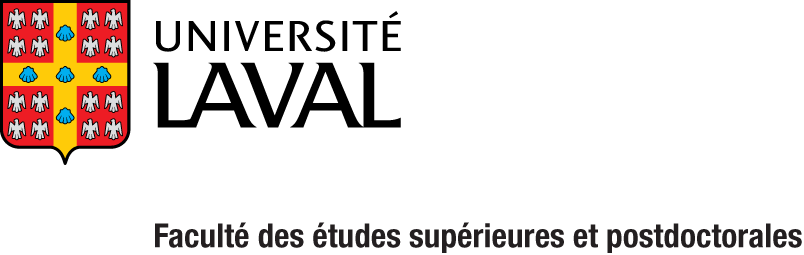 UNIVERSITÉ
LAVAL
Faculté des études supérieures et postdoctorales